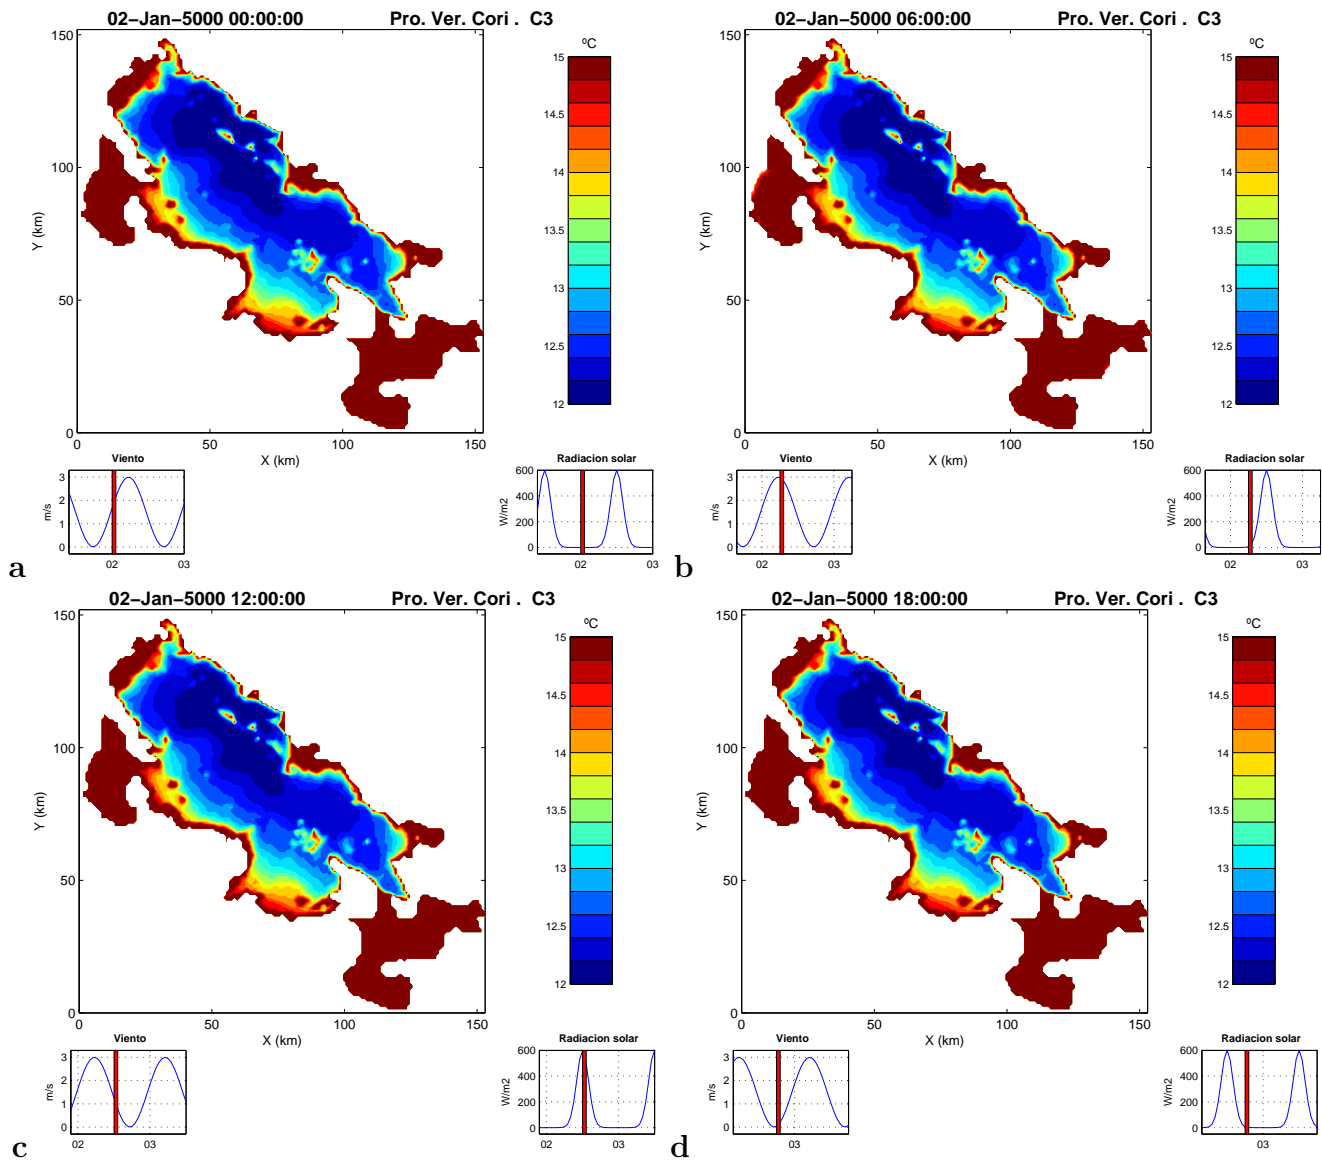 02–Jan–5000 00:00:00 Pro. Ver. Cori . C3
ºC
15
14.5
14
13.5
13
12.5
12
150
100
50
0
Y (km)
0 50 100 150
X (km)
Viento
m/s
3
2
1
0
02 03
Radiacion solar
W/m2
600
400
200
0
02 03
a
02–Jan–5000 06:00:00 Pro. Ver. Cori . C3
ºC
15
14.5
14
13.5
13
12.5
12
150
100
50
0
Y (km)
0 50 100 150
X (km)
Viento
m/s
3
2
1
0
02 03
Radiacion solar
W/m2
600
400
200
0
02 03
b
02–Jan–5000 12:00:00 Pro. Ver. Cori . C3
ºC
15
14.5
14
13.5
13
12.5
12
150
100
50
0
Y (km)
0 50 100 150
X (km)
Viento
m/s
3
2
1
0
02 03
Radiacion solar
W/m2
600
400
200
0
02 03
c
02–Jan–5000 18:00:00 Pro. Ver. Cori . C3
ºC
15
14.5
14
13.5
13
12.5
12
150
100
50
0
Y (km)
0 50 100 150
X (km)
Viento
m/s
3
2
1
0
03
Radiacion solar
W/m2
600
400
200
0
03
d